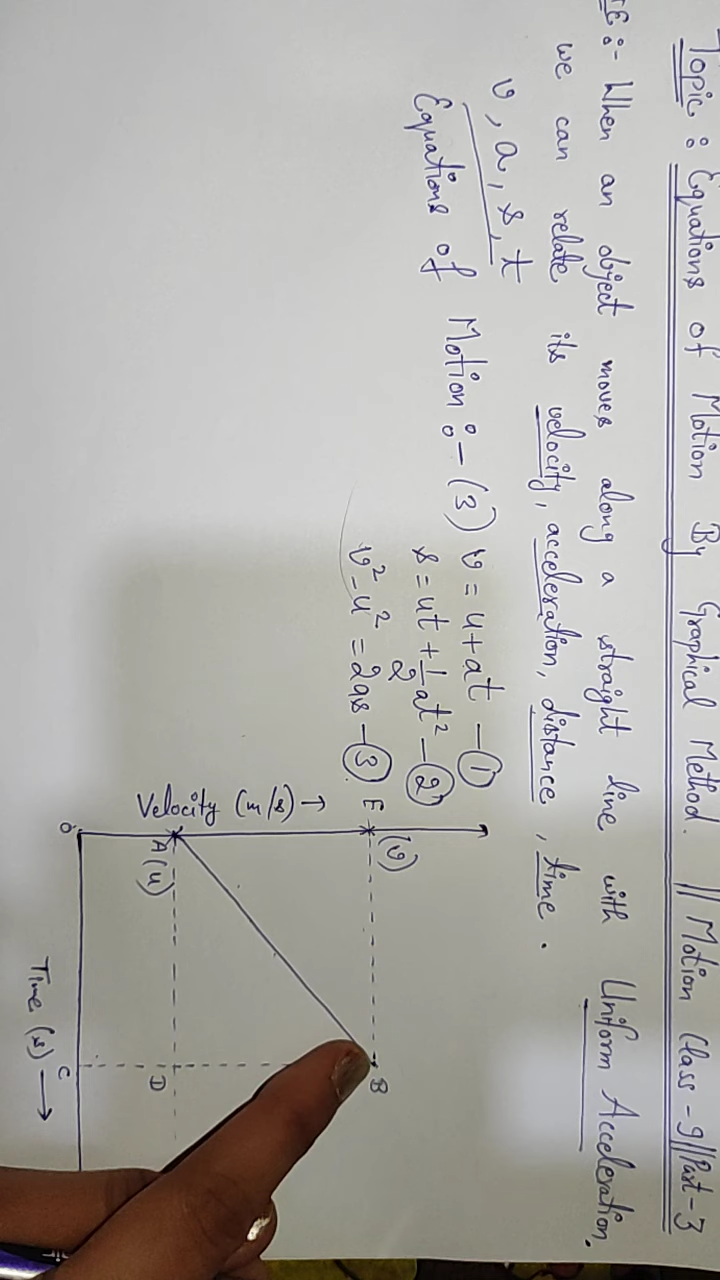 Topic : Equations of Motion By Graphical Method. || Motion Class-9 || Part-3
TE :- When an object moves along a straight line with Uniform Acceleration.
we can relate its velocity, acceleration, distance, time.
v, a, s, t
Equations of Motion :- (3) v = u + at - ①
s = ut + 1/2 at² - ②
v² - u² = 2as - ③
E (v)
B
Velocity (m/s) ↑
A (u)
D
O
C
Time (s) →